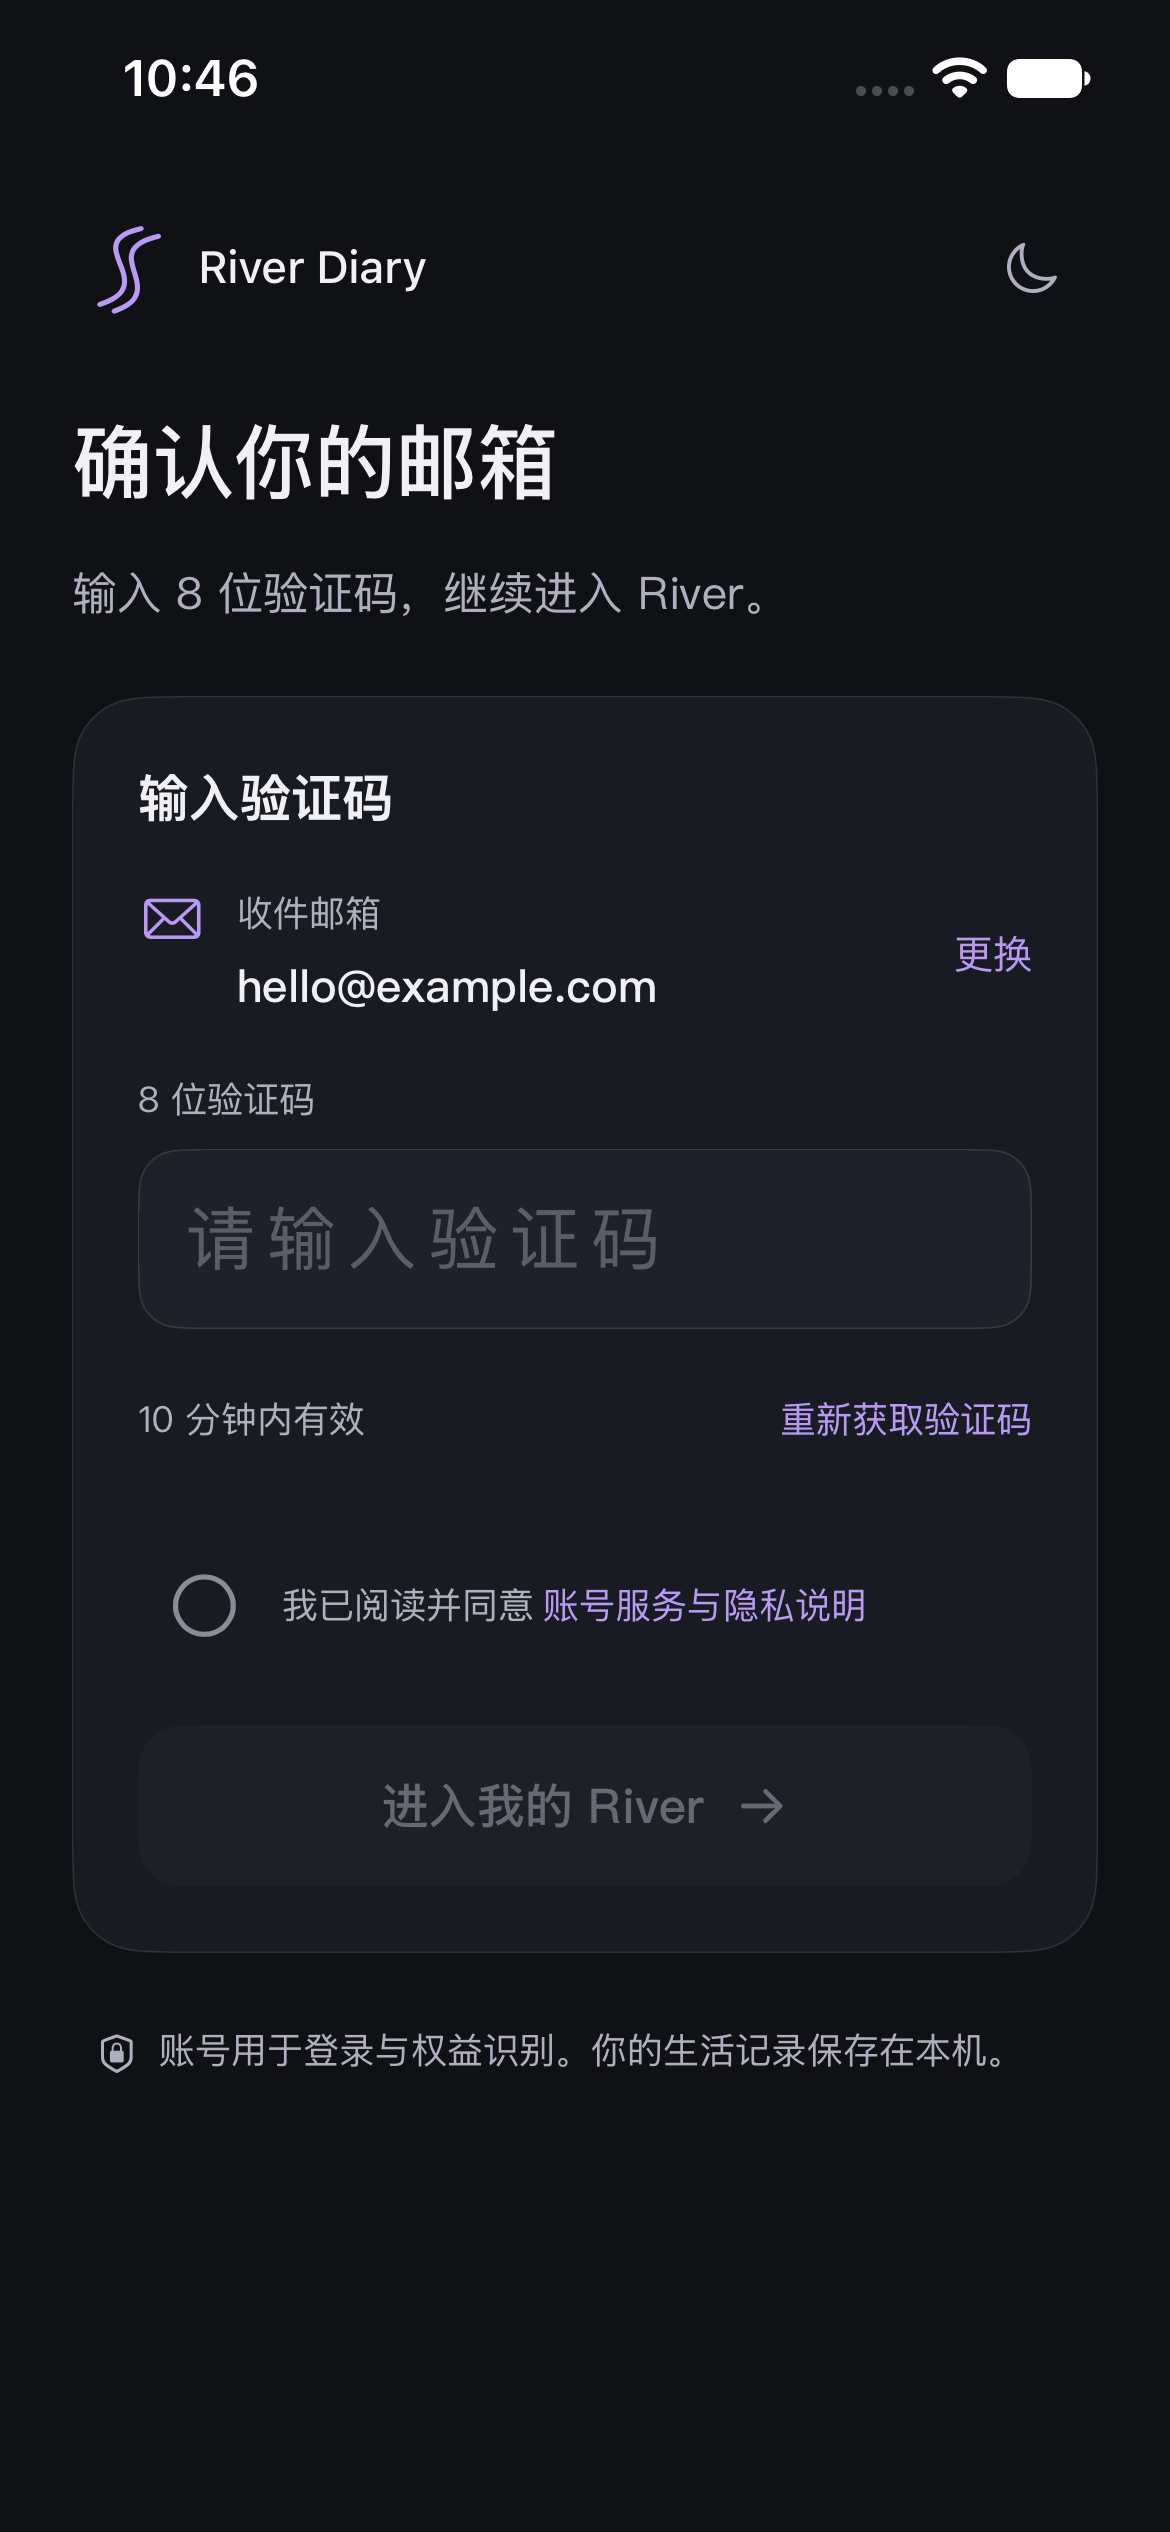 10:46
River Diary
确认你的邮箱
输入 8 位验证码，继续进入 River。
输入验证码
收件邮箱
更换
hello@example.com
8 位验证码
请输入验证码
10 分钟内有效
重新获取验证码
我已阅读并同意 账号服务与隐私说明
进入我的 River →
账号用于登录与权益识别。你的生活记录保存在本机。